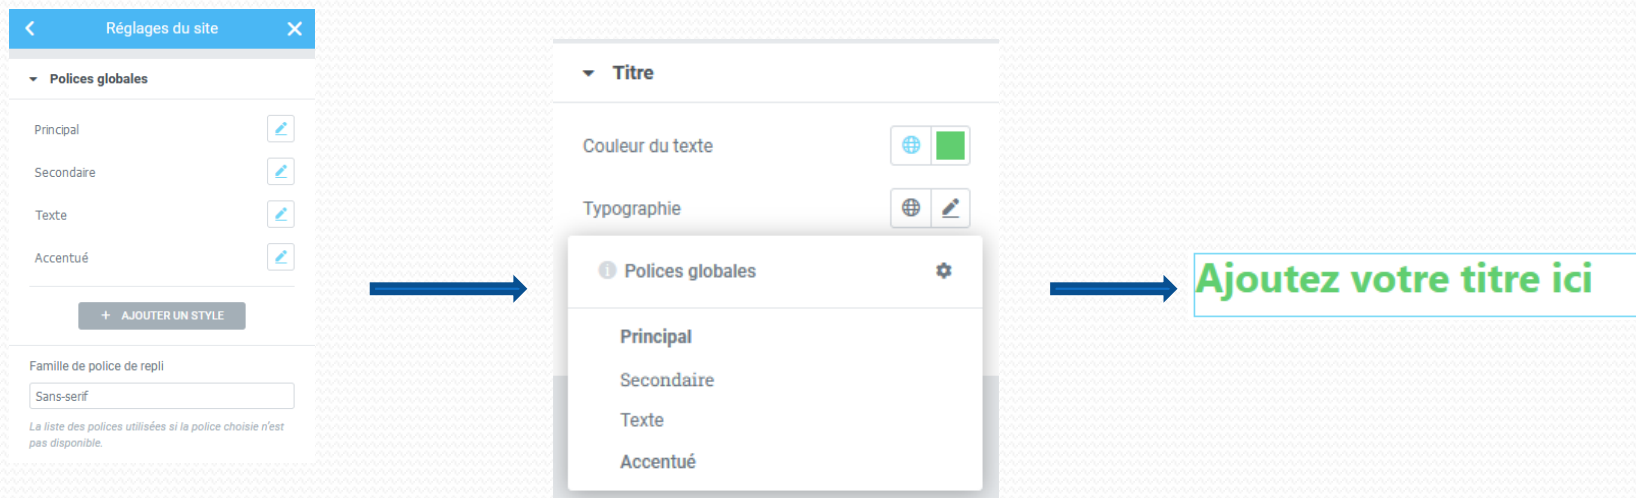 Réglages du site
Polices globales
Principal
Secondaire
Texte
Accentué
+ AJOUTER UN STYLE
Famille de police de repli
Sans-serif
La liste des polices utilisées si la police choisie n'est
pas disponible.
Titre
Couleur du texte
Typographie
Polices globales
Principal
Secondaire
Texte
Accentué
Ajoutez votre titre ici